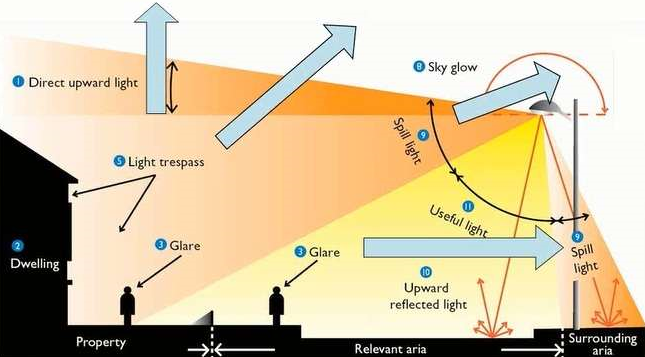 8 Sky glow
1 Direct upward light
9
Spill light
5 Light trespass
11
Useful light
3 Glare
3 Glare
2
Dwelling
9
Spill
light
10
Upward
reflected light
Property
Relevant aria
Surrounding
aria